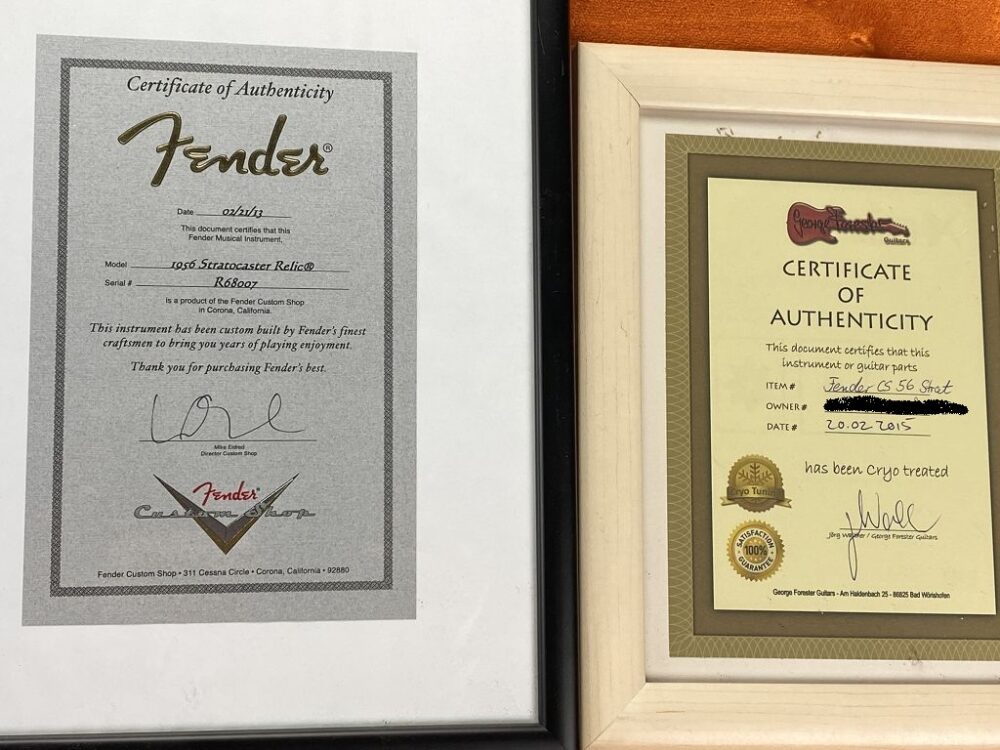 Certificate of Authenticity
Fender®
Date 02/21/13
This document certifies that this
Fender Musical Instrument,
Model 1956 Stratocaster Relic®
Serial # R68007
Is a product of the Fender Custom Shop
in Corona, California.
This instrument has been custom built by Fender's finest
craftsmen to bring you years of playing enjoyment.
Thank you for purchasing Fender's best.
Mike Eldred
Director Custom Shop
Fender®
Custom Shop
Fender Custom Shop • 311 Cessna Circle • Corona, California • 92880
George Forester
Guitars
CERTIFICATE
OF
AUTHENTICITY
This document certifies that this
instrument or guitar parts
ITEM# Fender CS 56 Strat
OWNER#
DATE# 20.02 2015
has been Cryo treated
Cryo Tuning
Jörg / George Forester Guitars
SATISFACTION
100%
GUARANTEE
George Forester Guitars - Am Haldenbach 25 - 86825 Bad Wörishofen